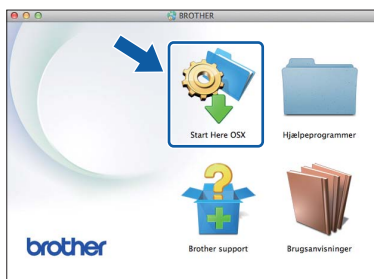 BROTHER
Start Here OSX
Hjælpeprogrammer
Brother support
Brugsanvisninger
brother